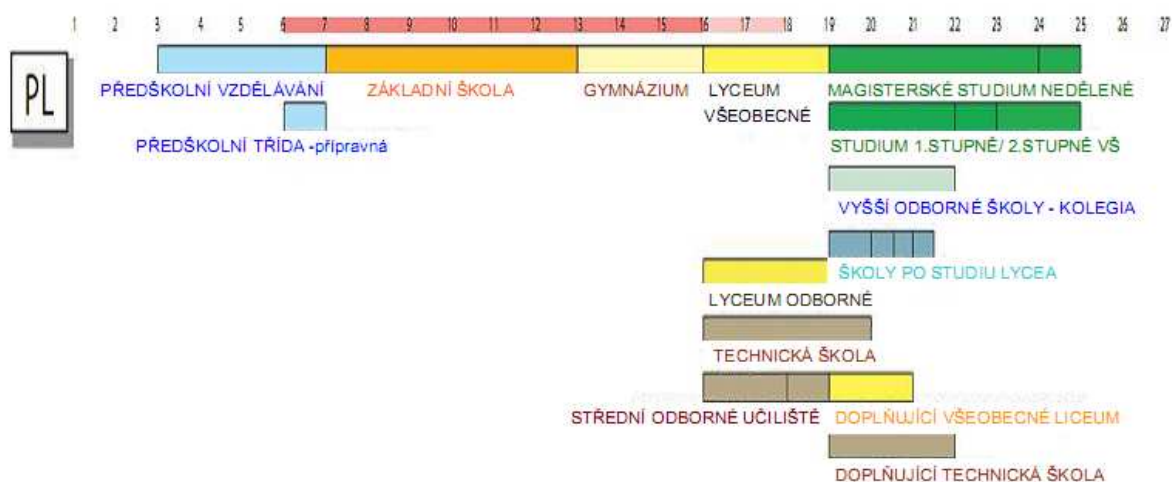 1 2 3 4 5 6 7 8 9 10 11 12 13 14 15 16 17 18 19 20 21 22 23 24 25 26 27
PL
PŘEDŠKOLNÍ VZDĚLÁVÁNÍ ZÁKLADNÍ ŠKOLA GYMNÁZIUM LYCEUM MAGISTERSKÉ STUDIUM NEDĚLENÉ
VŠEOBECNÉ
PŘEDŠKOLNÍ TŘÍDA -přípravná STUDIUM 1.STUPNĚ/ 2.STUPNĚ VŠ
VYŠŠÍ ODBORNÉ ŠKOLY - KOLEGIA
ŠKOLY PO STUDIU LYCEA
LYCEUM ODBORNÉ
TECHNICKÁ ŠKOLA
STŘEDNÍ ODBORNÉ UČILIŠTĚ DOPLŇUJÍCÍ VŠEOBECNÉ LICEUM
DOPLŇUJÍCÍ TECHNICKÁ ŠKOLA